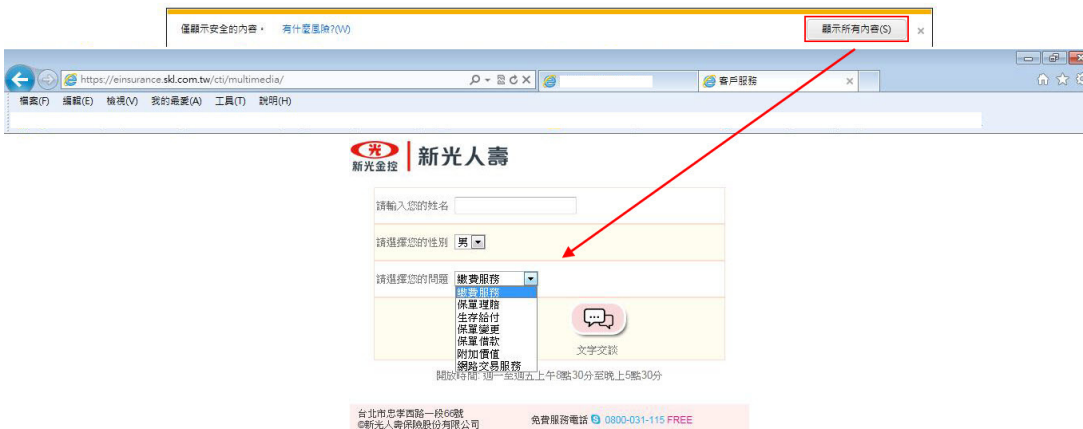 僅顯示安全的內容。 有什麼風險?(W) 顯示所有內容(S)
https://einsurance.skl.com.tw/cti/multimedia/ 客戶服務
檔案(F) 編輯(E) 檢視(V) 我的最愛(A) 工具(T) 說明(H)
光
新光金控 新光人壽
請輸入您的姓名
請選擇您的性別 男
請選擇您的問題 繳費服務
繳費服務
保單理賠
生存給付
保單變更
保單借款
附加價值
網路交易服務
文字交談
開放時間: 週一至週五上午8點30分至晚上5點30分
台北市忠孝西路一段66號
©新光人壽保險股份有限公司
免費服務電話 0800-031-115 FREE